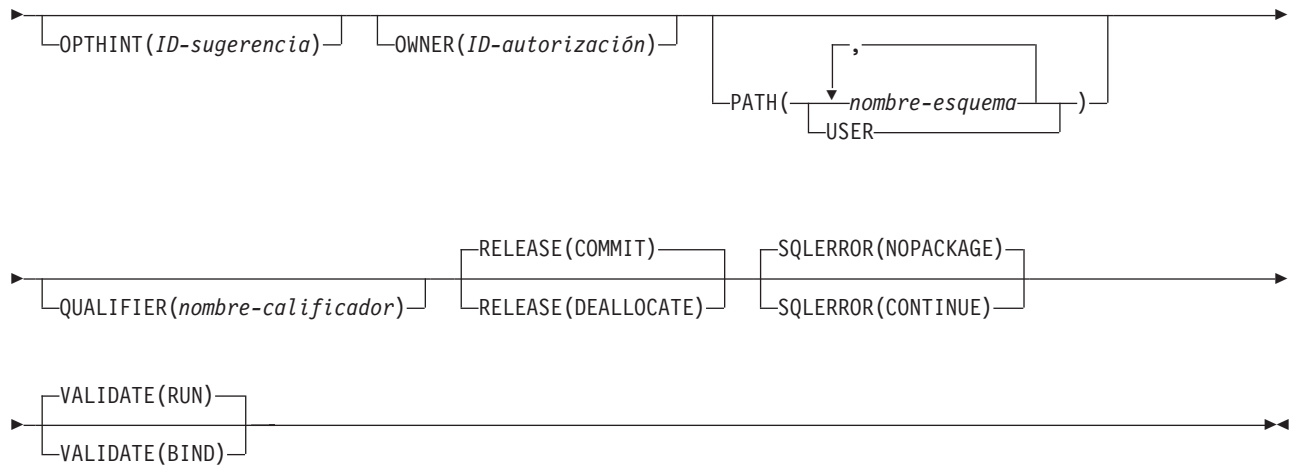 OPTHINT(ID-sugerencia) OWNER(ID-autorización) ,
PATH( nombre-esquema )
USER
RELEASE(COMMIT) SQLERROR(NOPACKAGE)
QUALIFIER(nombre-calificador) RELEASE(DEALLOCATE) SQLERROR(CONTINUE)
VALIDATE(RUN)
VALIDATE(BIND)